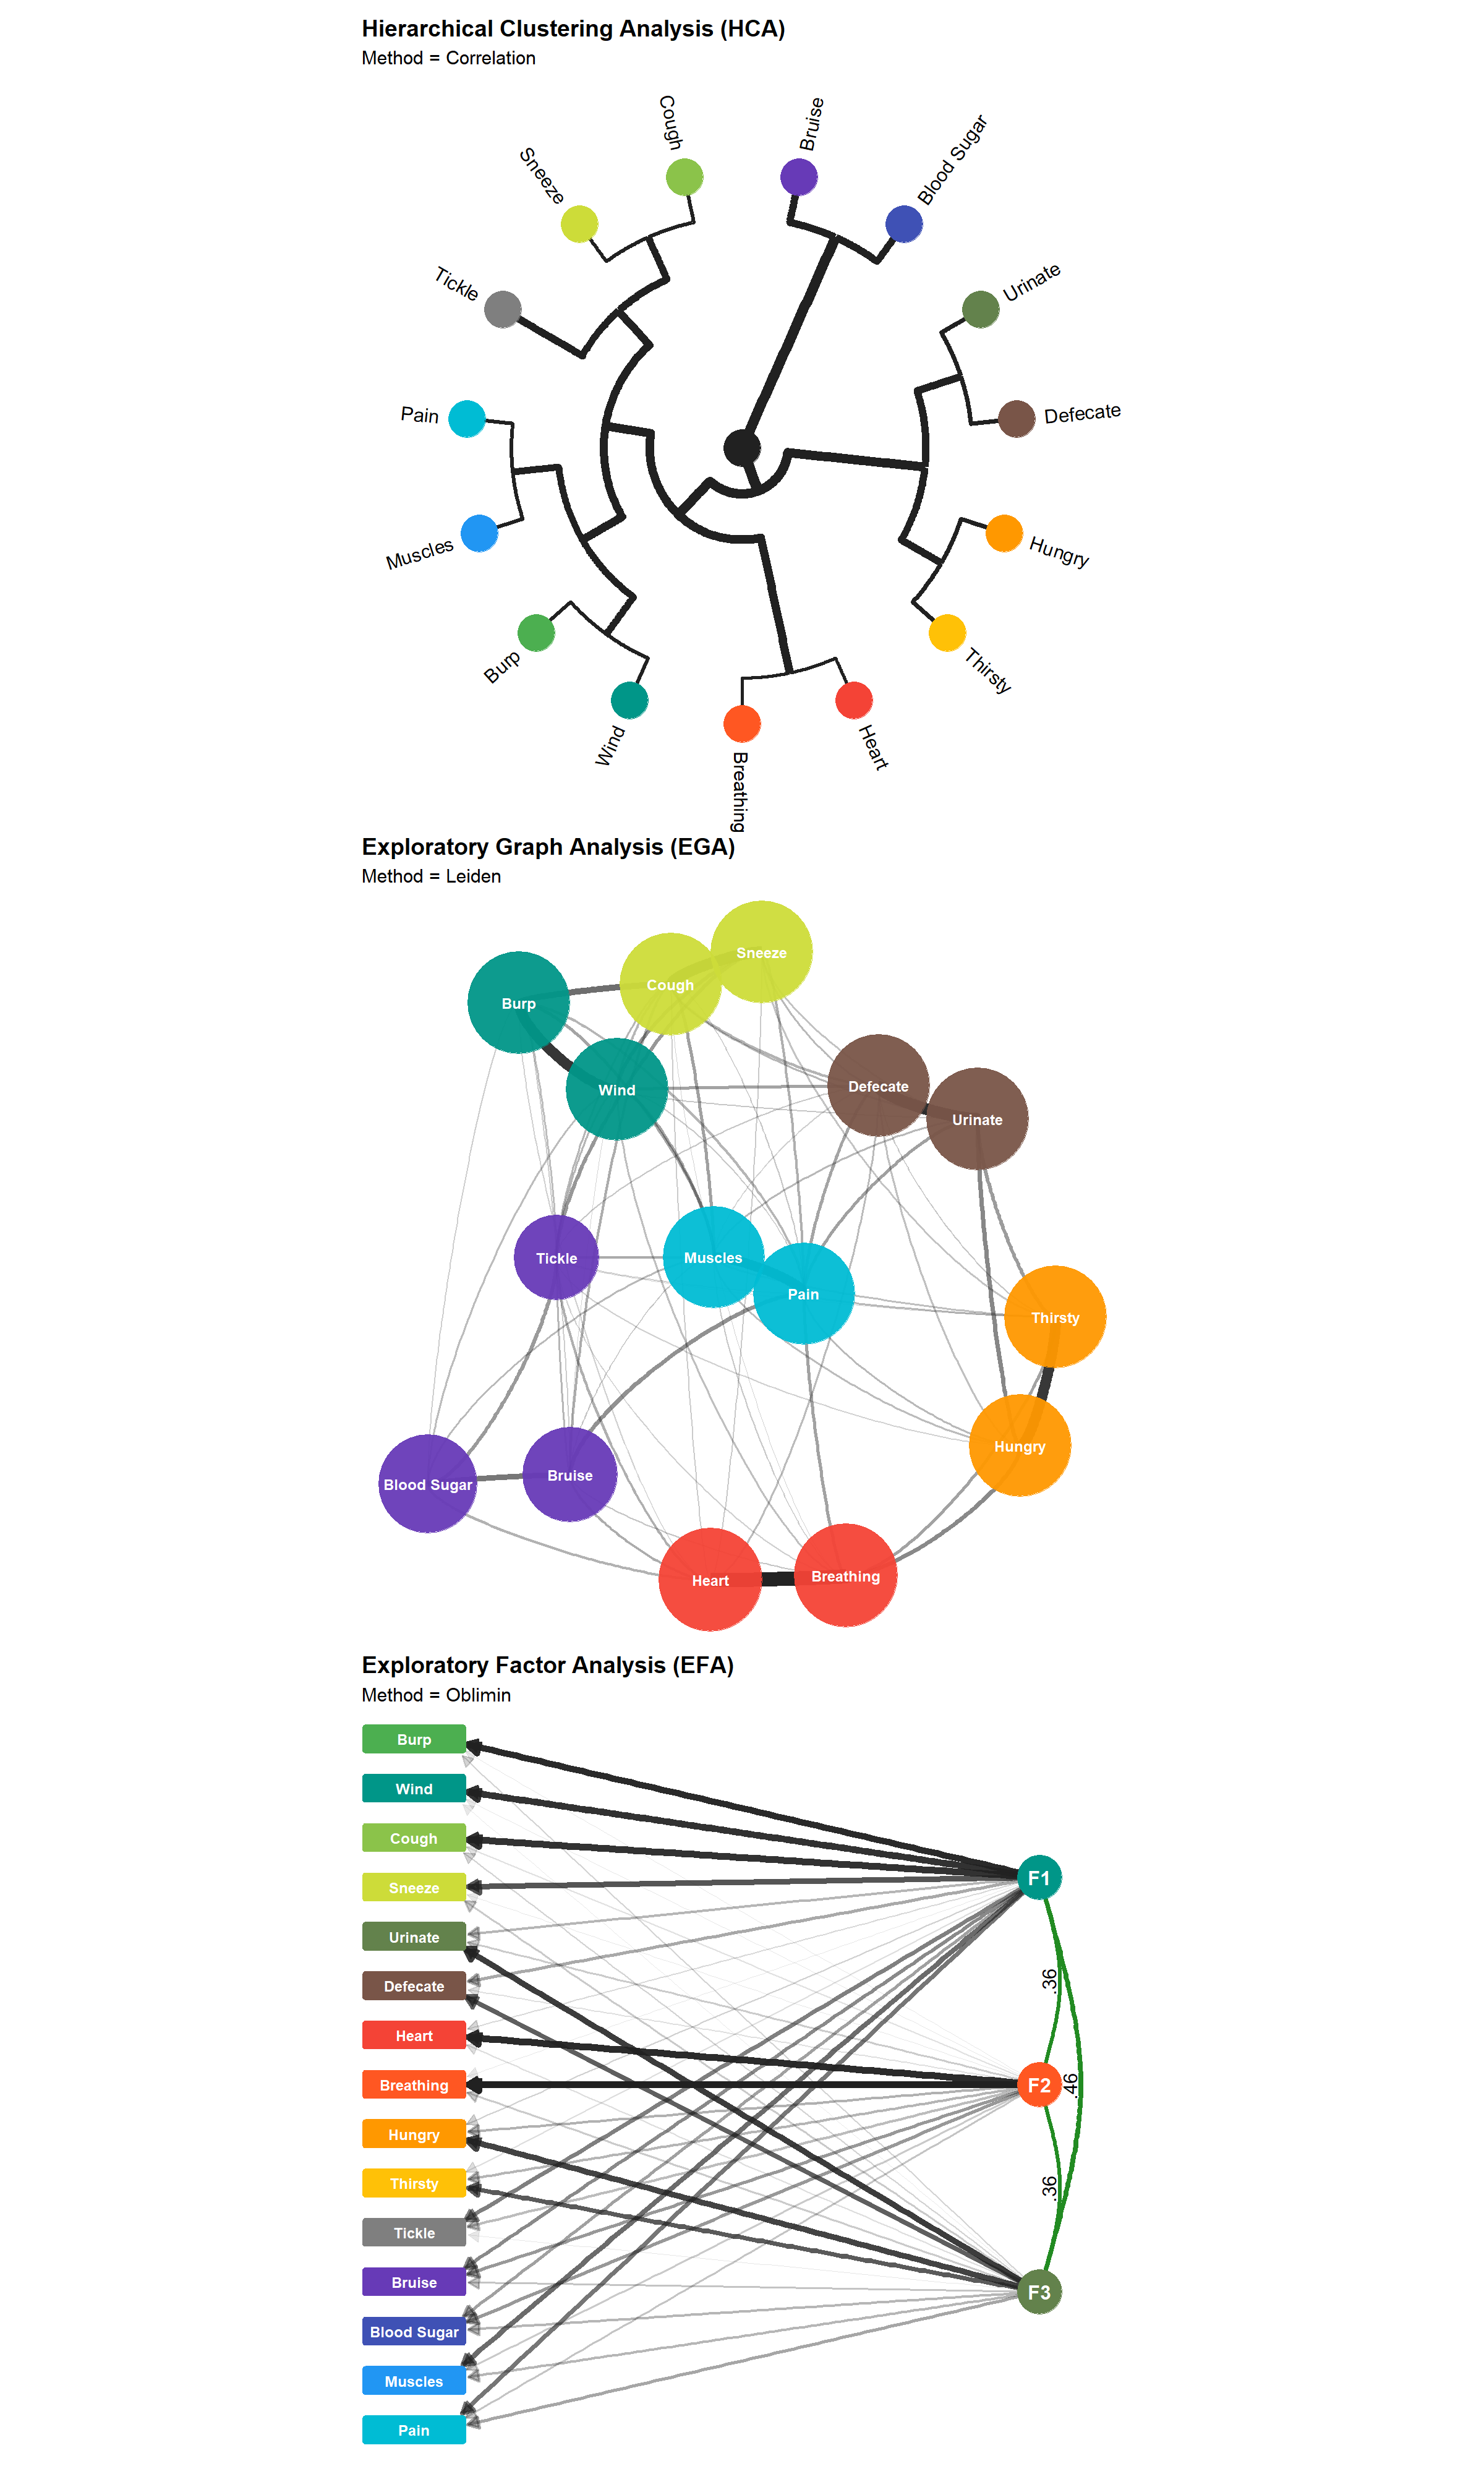 Hierarchical Clustering Analysis (HCA)
Method = Correlation
Cough
Bruise
Sneeze
Blood Sugar
Tickle
Urinate
Pain
Defecate
Muscles
Hungry
Burp
Thirsty
Wind
Heart
Breathing
Exploratory Graph Analysis (EGA)
Method = Leiden
Sneeze
Cough
Burp
Wind
Defecate
Urinate
Tickle
Muscles
Pain
Thirsty
Hungry
Bruise
Blood Sugar
Heart
Breathing
Exploratory Factor Analysis (EFA)
Method = Oblimin
Burp
Wind
Cough
F1
Sneeze
Urinate
.36
Defecate
Heart
Breathing
F2
.46
Hungry
Thirsty
.36
Tickle
Bruise
F3
Blood Sugar
Muscles
Pain